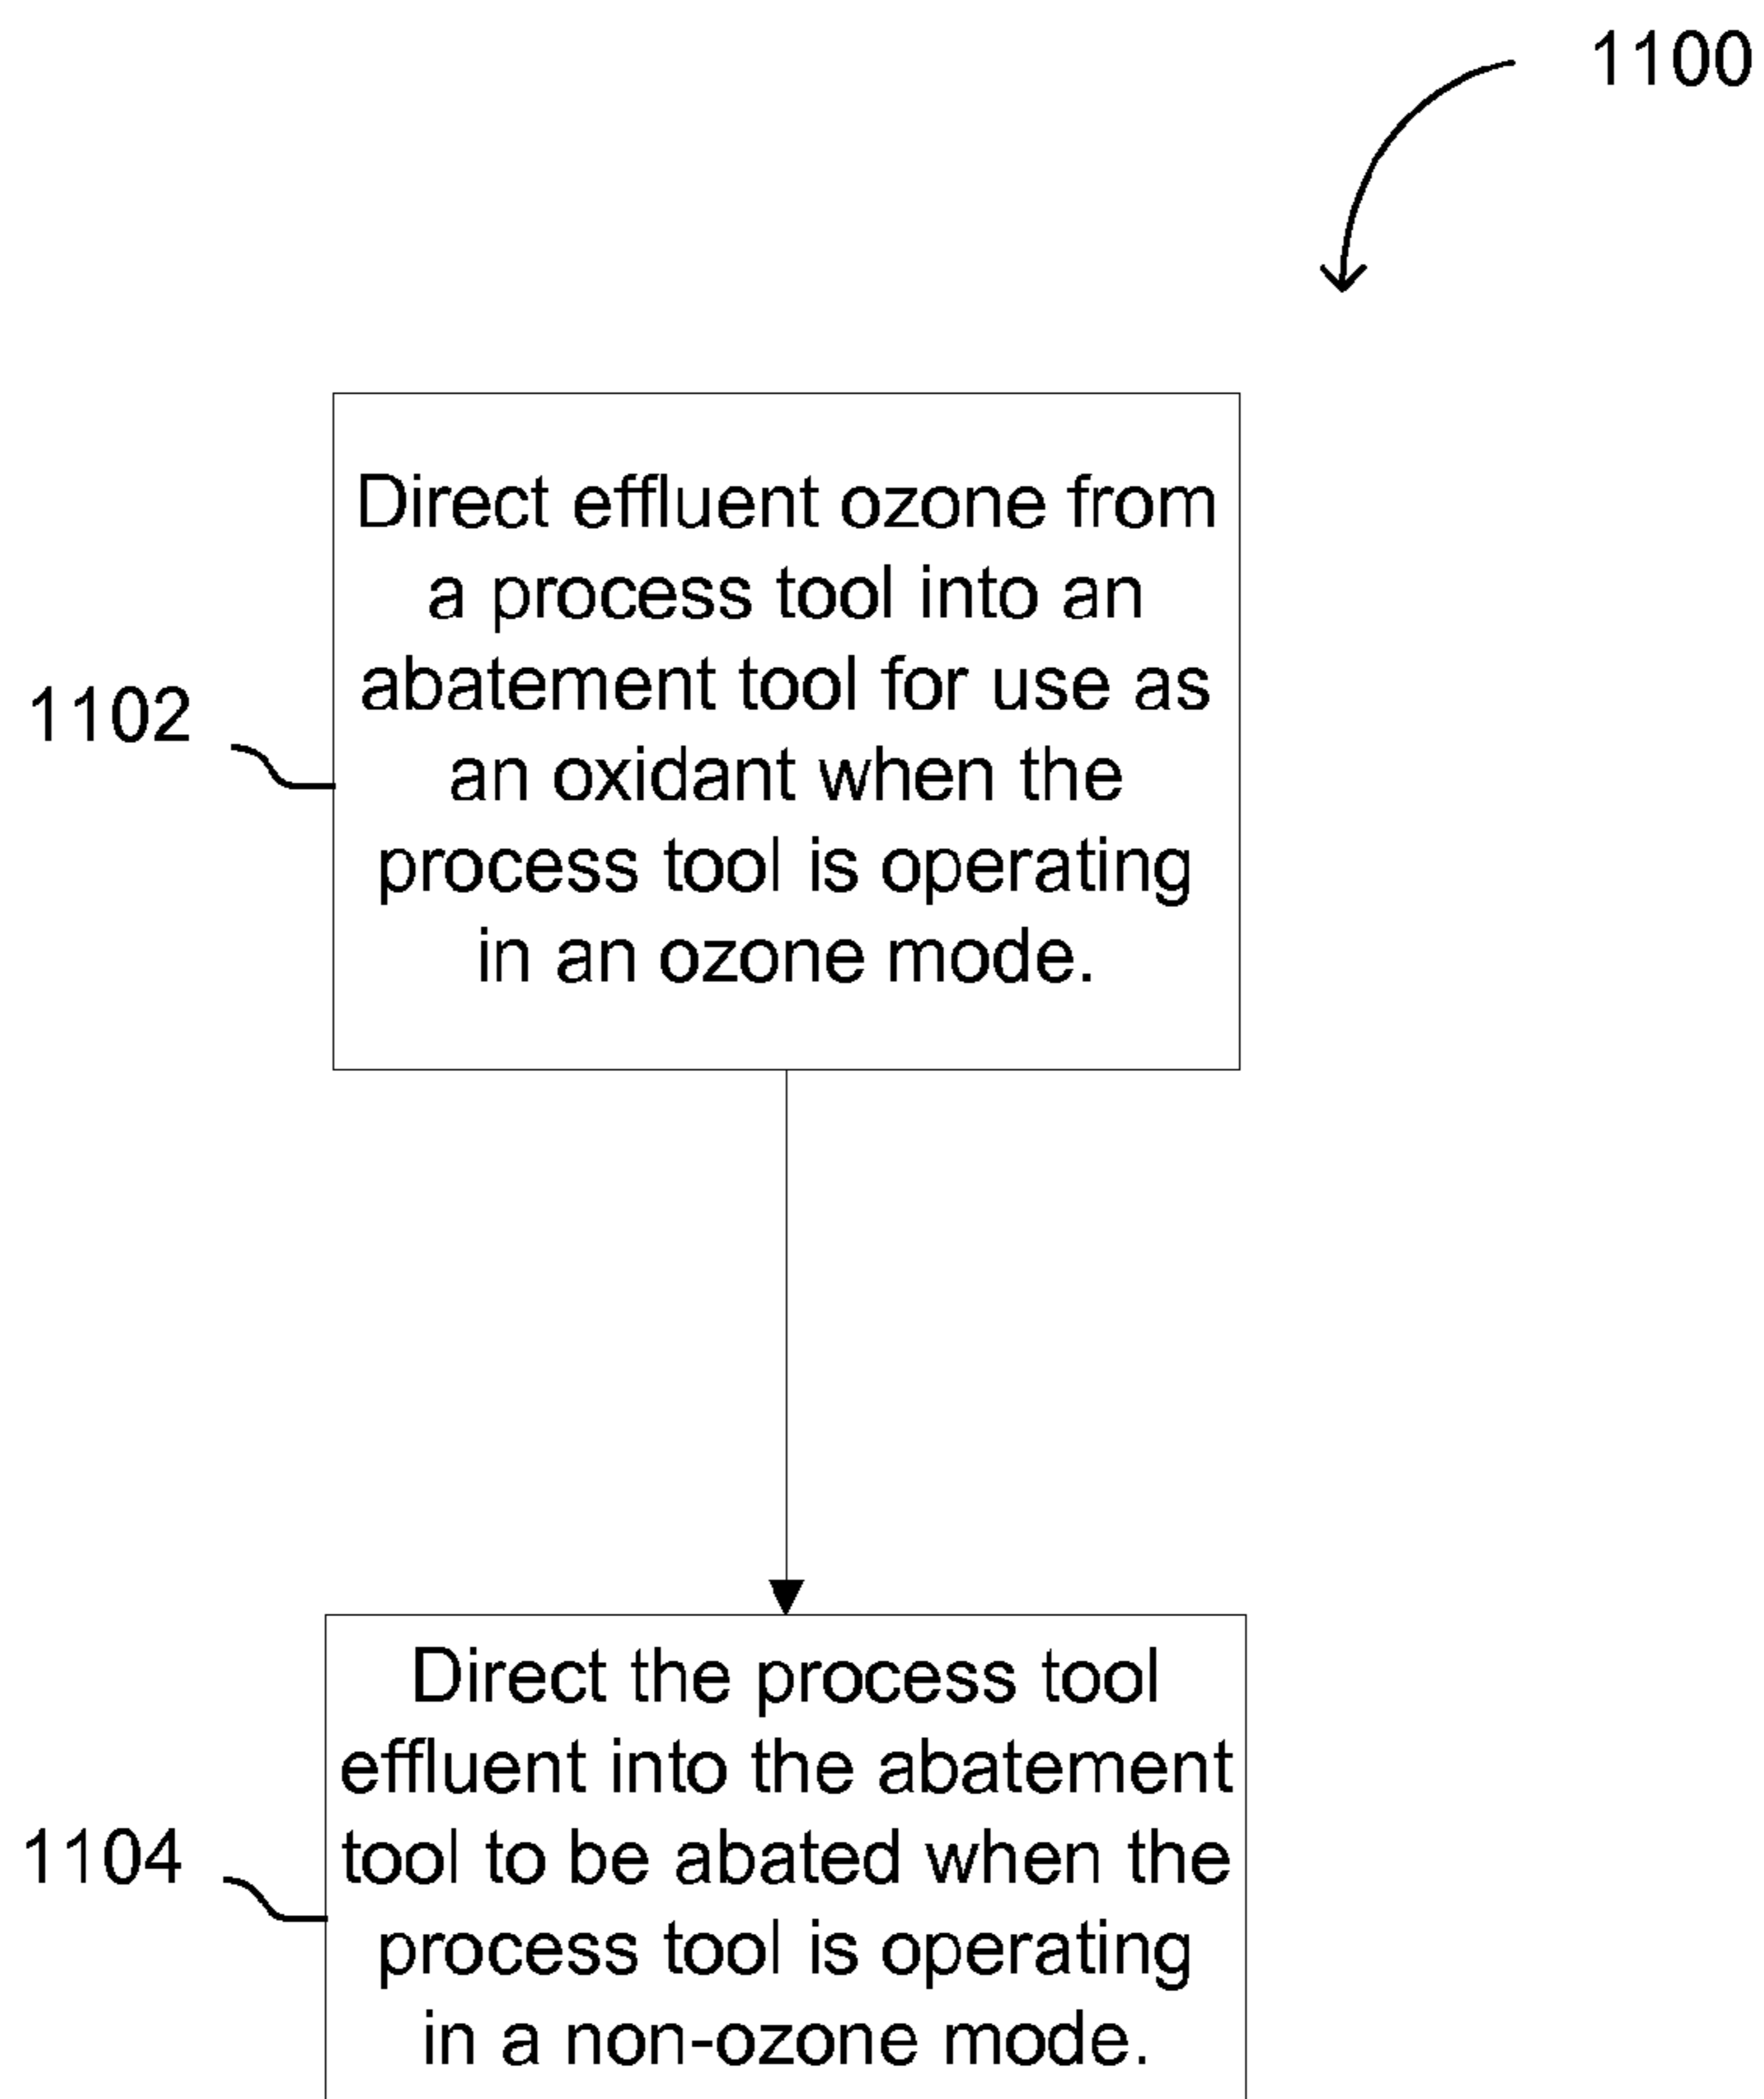 1100
Direct effluent ozone from
a process tool into an
abatement tool for use as
an oxidant when the
process tool is operating
in an ozone mode.
1102
Direct the process tool
effluent into the abatement
tool to be abated when the
process tool is operating
in a non-ozone mode.
1104